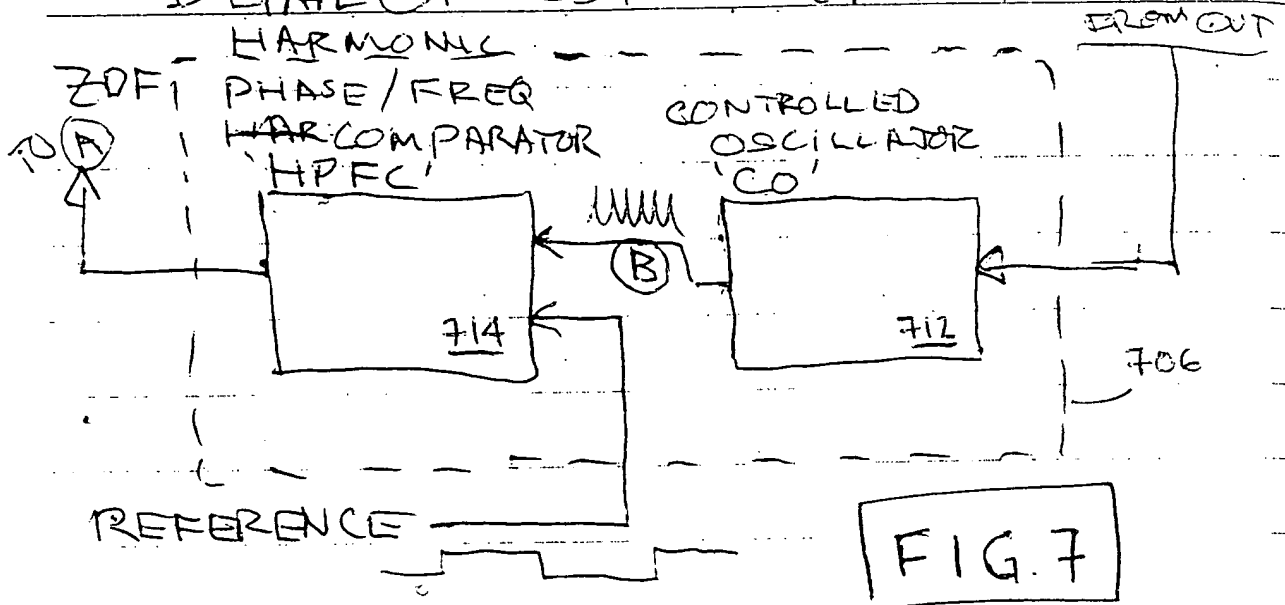 HARMONIC
FROM OUT
ZDF1
PHASE / FREQ
CONTROLLED
TO A
COMPARATOR
OSCILLATOR
'HPFC'
'CO'
B
714
712
706
REFERENCE
FIG. 7